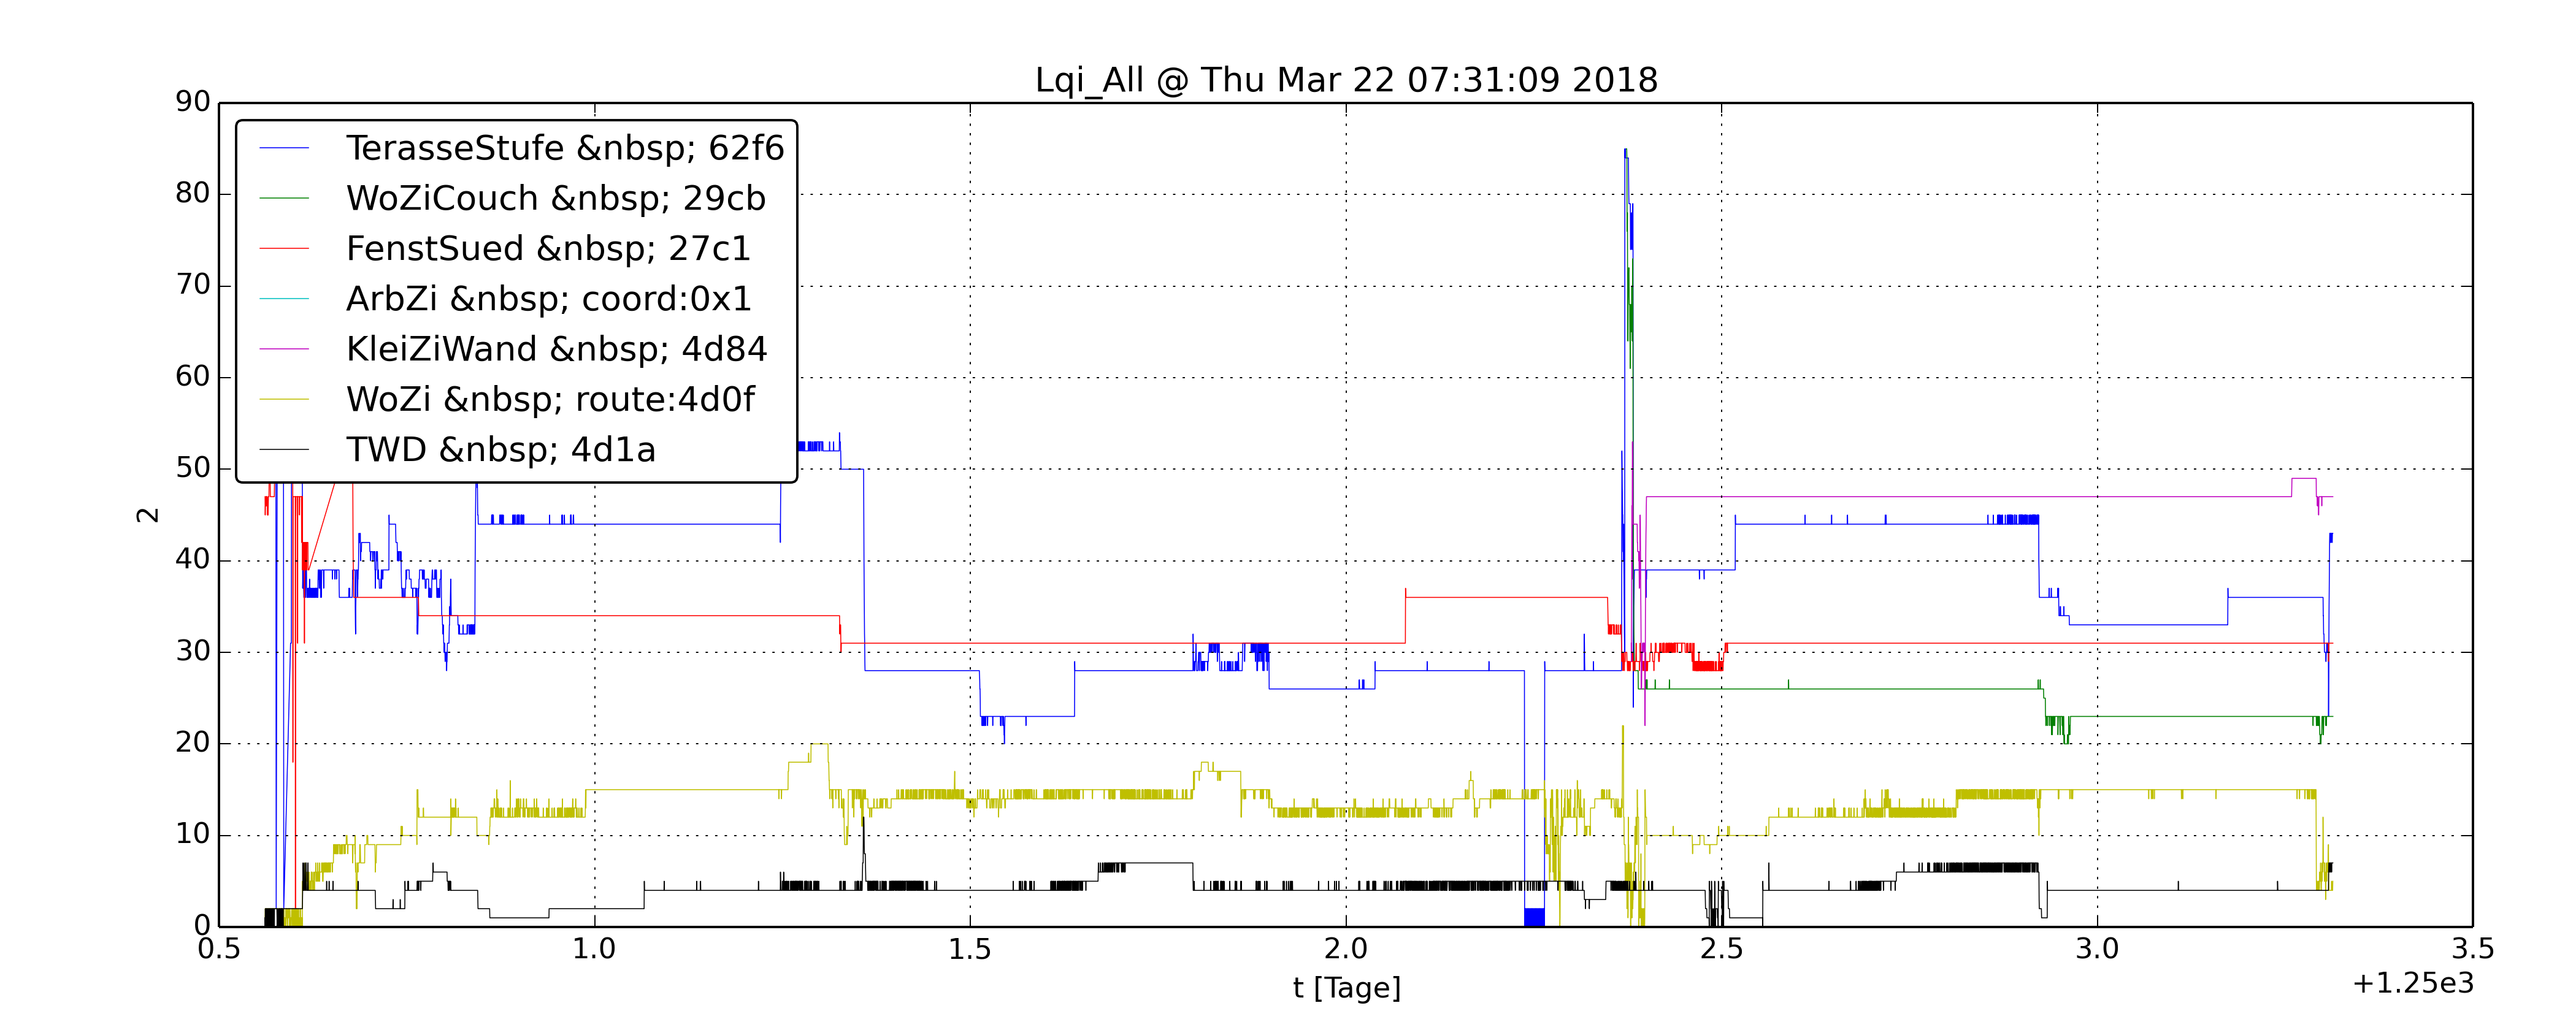 Lqi_All @ Thu Mar 22 07:31:09 2018
90
80
70
60
50
40
30
20
10
0
2
TerasseStufe &nbsp; 62f6
WoZiCouch &nbsp; 29cb
FenstSued &nbsp; 27c1
ArbZi &nbsp; coord:0x1
KleiZiWand &nbsp; 4d84
WoZi &nbsp; route:4d0f
TWD &nbsp; 4d1a
0.5 1.0 1.5 2.0 2.5 3.0 3.5
t [Tage]
+1.25e3